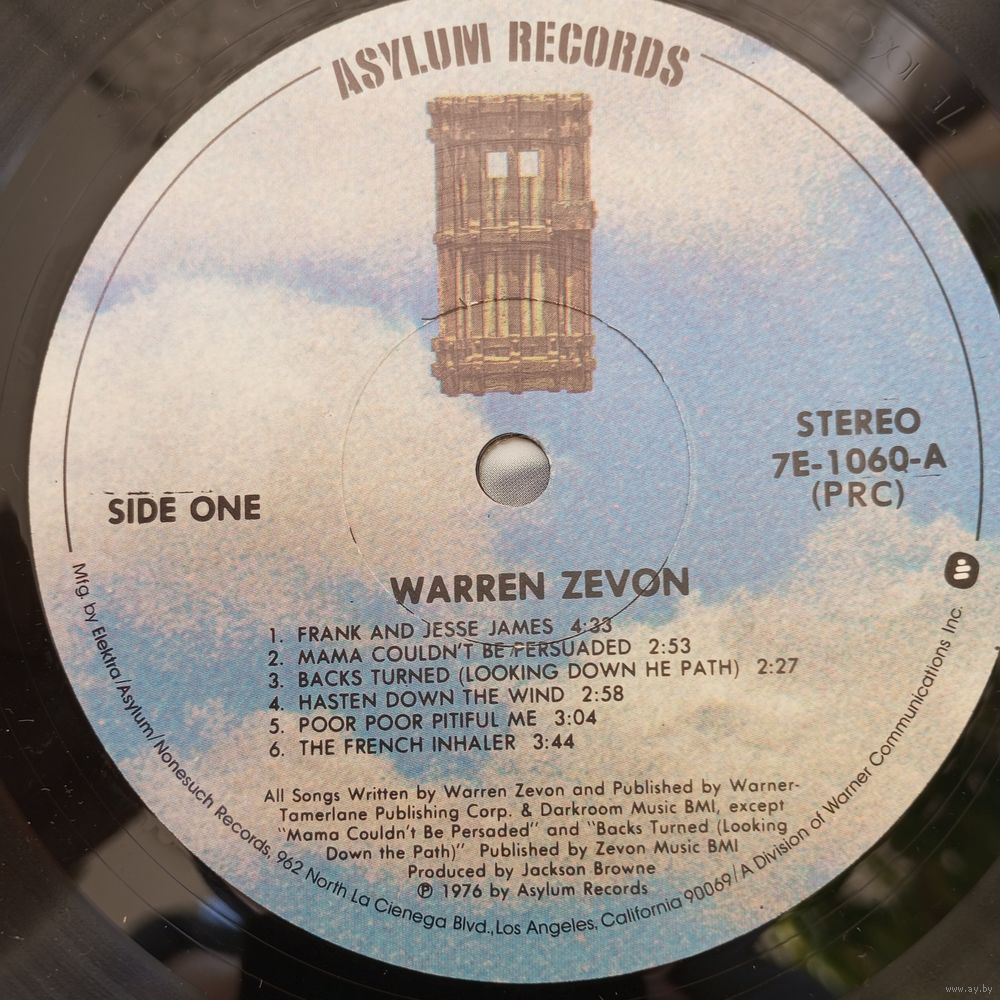 ASYLUM RECORDS
STEREO
7E-1060-A
(PRC)
SIDE ONE
WARREN ZEVON
1. FRANK AND JESSE JAMES 4:33
2. MAMA COULDN'T BE PERSUADED 2:53
3. BACKS TURNED (LOOKING DOWN HE PATH) 2:27
4. HASTEN DOWN THE WIND 2:58
5. POOR POOR PITIFUL ME 3:04
6. THE FRENCH INHALER 3:44
All Songs Written by Warren Zevon and Published by Warner-
Tamerlane Publishing Corp. & Darkroom Music BMI, except
"Mama Couldn't Be Persaded" and "Backs Turned (Looking
Down the Path)" Published by Zevon Music BMI
Produced by Jackson Browne
℗ 1976 by Asylum Records
Mfg. by Elektra/Asylum/Nonesuch Records, 962 North La Cienega Blvd., Los Angeles, California 90069/A Division of Warner Communications Inc.
www.ay.by